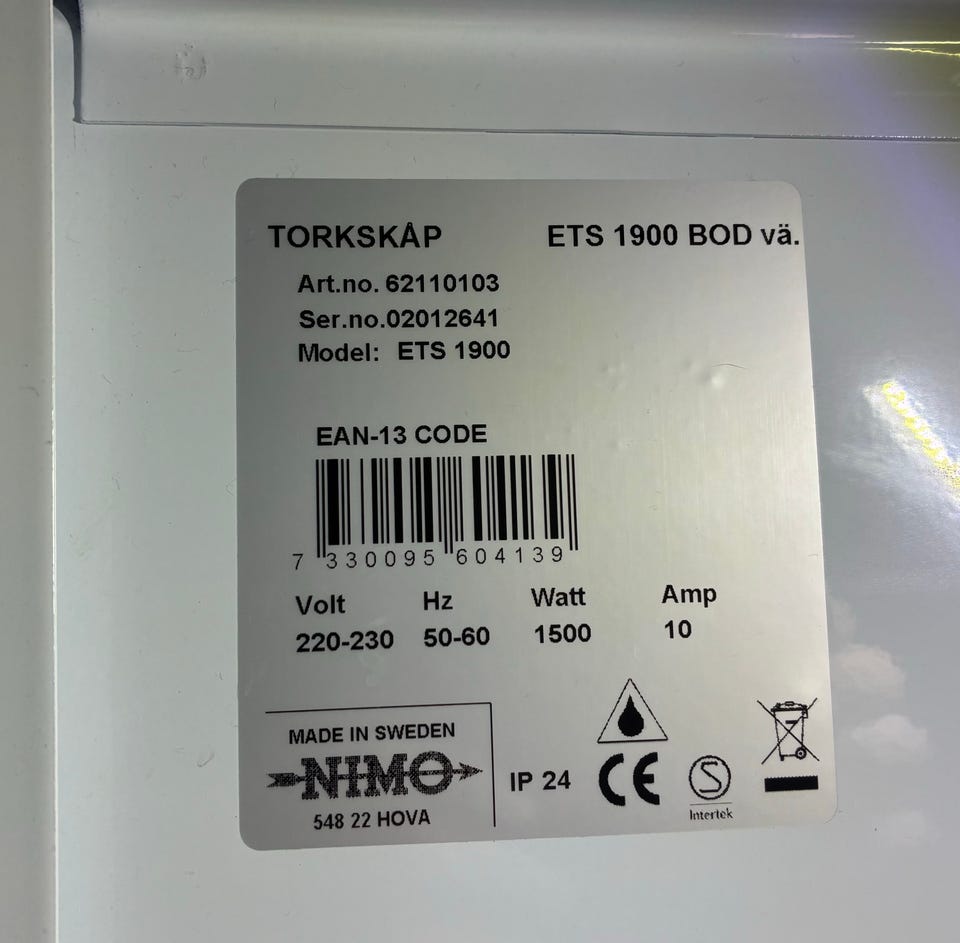 TORKSKÅP ETS 1900 BOD vä.
Art.no. 62110103
Ser.no.02012641
Model: ETS 1900
EAN-13 CODE
7 330095 604139
Volt Hz Watt Amp
220-230 50-60 1500 10
MADE IN SWEDEN
NIMO
548 22 HOVA
IP 24 CE S
Intertek